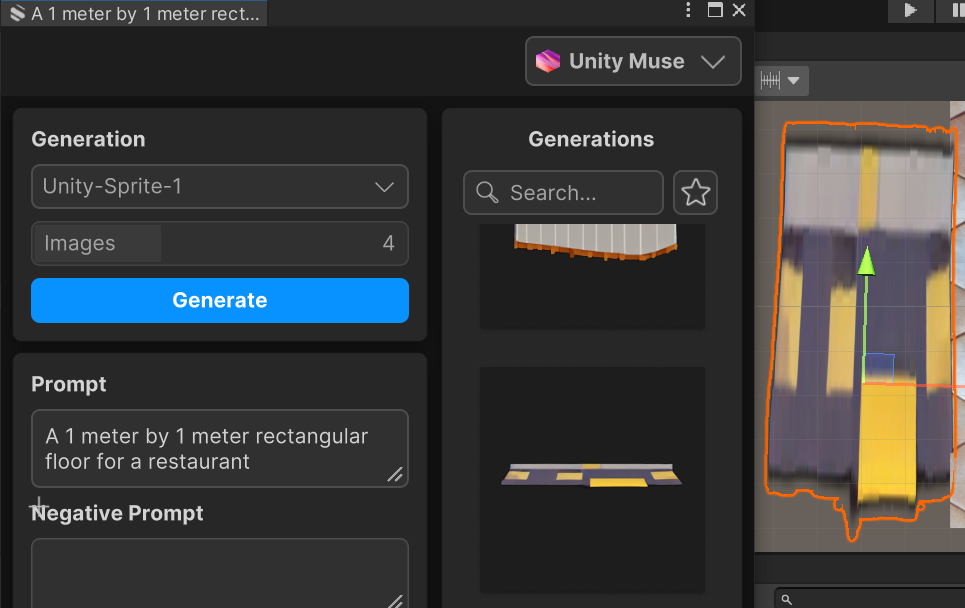 A 1 meter by 1 meter rect...
Unity Muse
Generation
Unity-Sprite-1
Images 4
Generate
Prompt
A 1 meter by 1 meter rectangular
floor for a restaurant
Negative Prompt
Generations
Search...